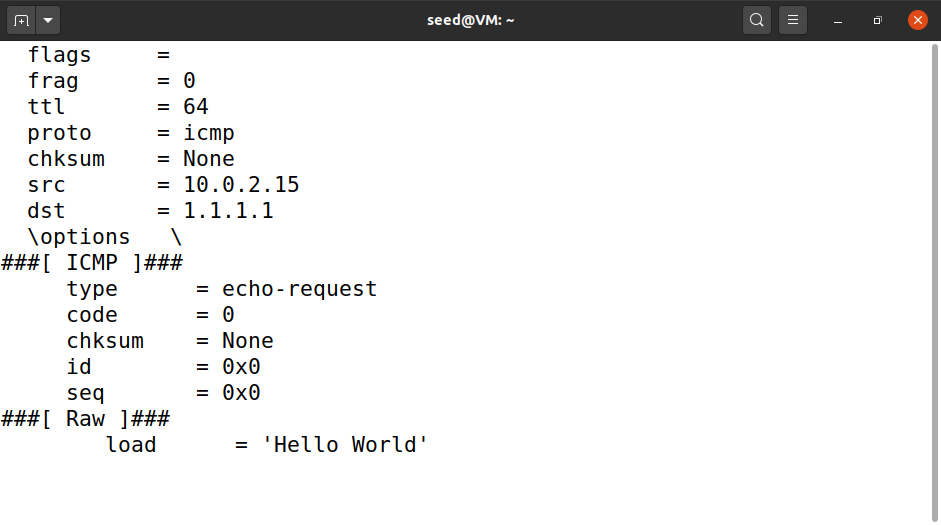 seed@VM: ~
  flags     =
  frag      = 0
  ttl       = 64
  proto     = icmp
  chksum    = None
  src       = 10.0.2.15
  dst       = 1.1.1.1
  \options   \
###[ ICMP ]###
     type      = echo-request
     code      = 0
     chksum    = None
     id        = 0x0
     seq       = 0x0
###[ Raw ]###
        load      = 'Hello World'